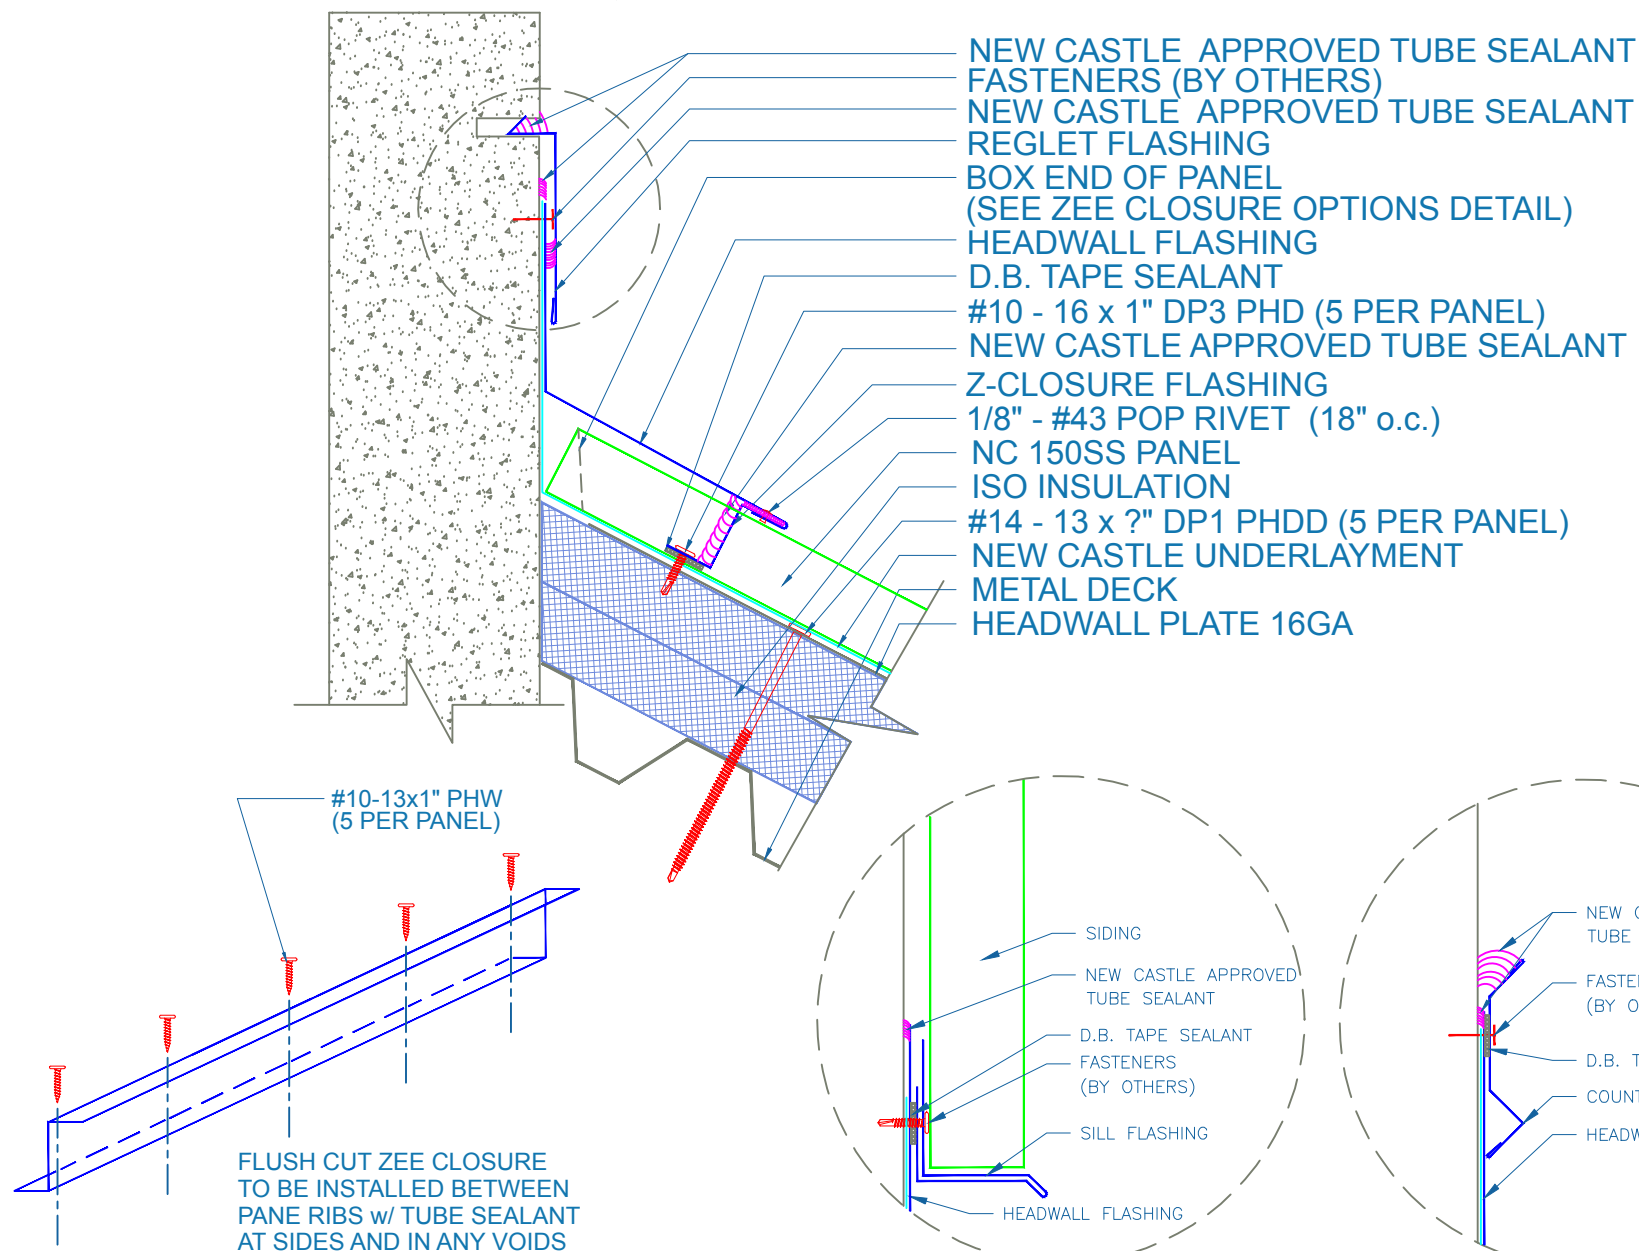 NEW CASTLE APPROVED TUBE SEALANT
FASTENERS (BY OTHERS)
NEW CASTLE APPROVED TUBE SEALANT
REGLET FLASHING
BOX END OF PANEL
(SEE ZEE CLOSURE OPTIONS DETAIL)
HEADWALL FLASHING
D.B. TAPE SEALANT
#10 - 16 x 1" DP3 PHD (5 PER PANEL)
NEW CASTLE APPROVED TUBE SEALANT
Z-CLOSURE FLASHING
1/8" - #43 POP RIVET (18" o.c.)
NC 150SS PANEL
ISO INSULATION
#14 - 13 x ?" DP1 PHDD (5 PER PANEL)
NEW CASTLE UNDERLAYMENT
METAL DECK
HEADWALL PLATE 16GA
#10-13x1" PHW
(5 PER PANEL)
FLUSH CUT ZEE CLOSURE
TO BE INSTALLED BETWEEN
PANE RIBS w/ TUBE SEALANT
AT SIDES AND IN ANY VOIDS
SIDING
NEW CASTLE APPROVED
TUBE SEALANT
D.B. TAPE SEALANT
FASTENERS
(BY OTHERS)
SILL FLASHING
HEADWALL FLASHING
NEW
TUBE
(BY
D.B.